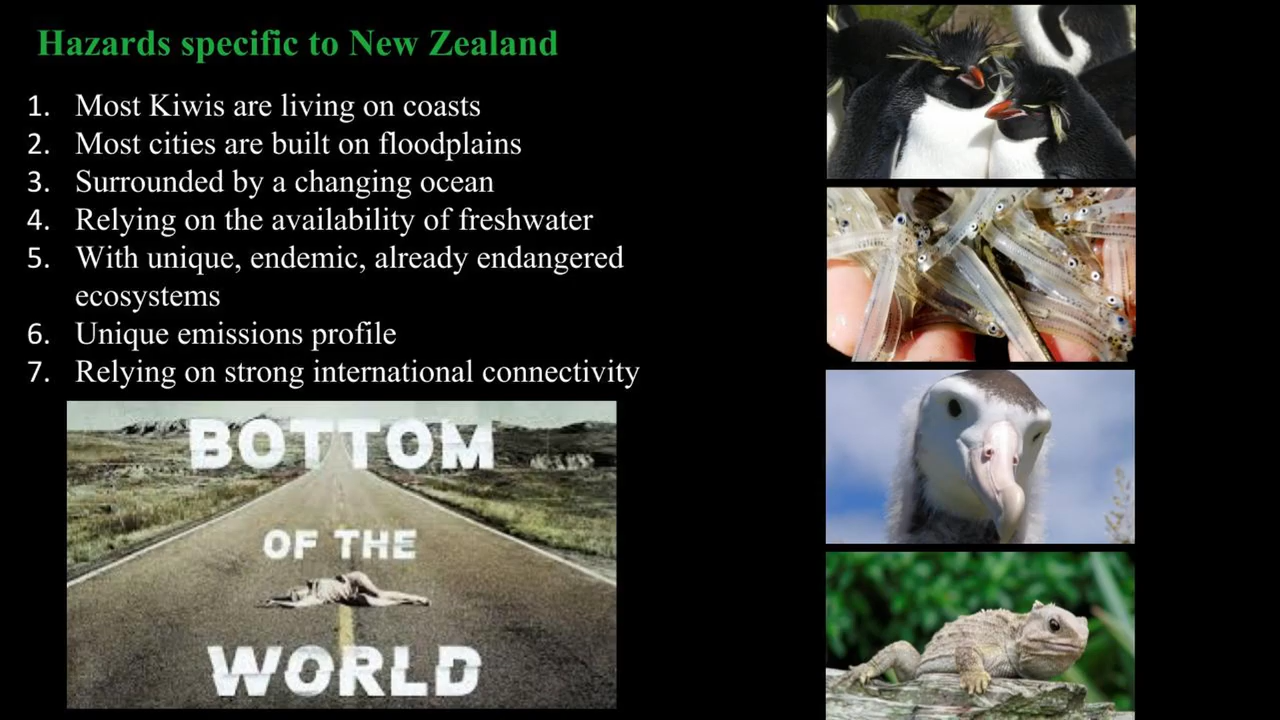 Hazards specific to New Zealand
1. Most Kiwis are living on coasts
2. Most cities are built on floodplains
3. Surrounded by a changing ocean
4. Relying on the availability of freshwater
5. With unique, endemic, already endangered
ecosystems
6. Unique emissions profile
7. Relying on strong international connectivity
BOTTOM
OF THE
WORLD